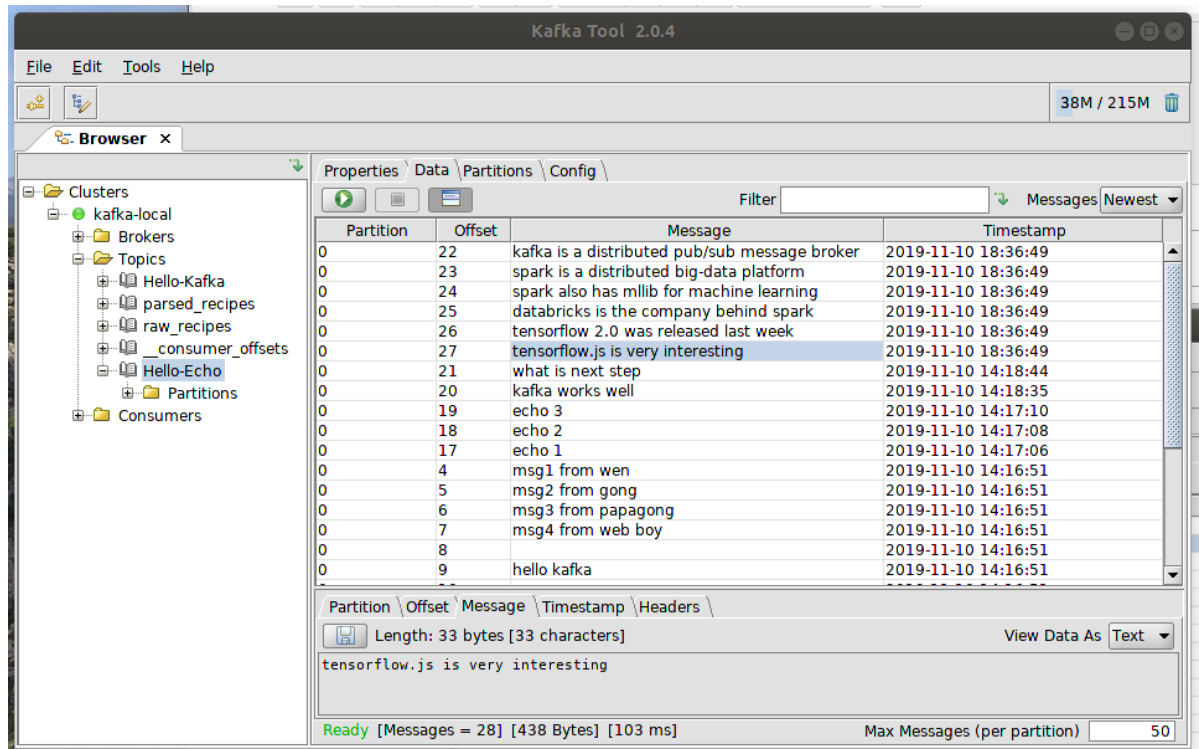 Kafka Tool 2.0.4
File Edit Tools Help
38M / 215M
Browser X
Clusters
kafka-local
Brokers
Topics
Hello-Kafka
parsed_recipes
raw_recipes
__consumer_offsets
Hello-Echo
Partitions
Consumers
Properties Data Partitions Config
Filter Messages Newest
Partition Offset Message Timestamp
0 22 kafka is a distributed pub/sub message broker 2019-11-10 18:36:49
0 23 spark is a distributed big-data platform 2019-11-10 18:36:49
0 24 spark also has mllib for machine learning 2019-11-10 18:36:49
0 25 databricks is the company behind spark 2019-11-10 18:36:49
0 26 tensorflow 2.0 was released last week 2019-11-10 18:36:49
0 27 tensorflow.js is very interesting 2019-11-10 18:36:49
0 21 what is next step 2019-11-10 14:18:44
0 20 kafka works well 2019-11-10 14:18:35
0 19 echo 3 2019-11-10 14:17:10
0 18 echo 2 2019-11-10 14:17:08
0 17 echo 1 2019-11-10 14:17:06
0 4 msg1 from wen 2019-11-10 14:16:51
0 5 msg2 from gong 2019-11-10 14:16:51
0 6 msg3 from papagong 2019-11-10 14:16:51
0 7 msg4 from web boy 2019-11-10 14:16:51
0 8 2019-11-10 14:16:51
0 9 hello kafka 2019-11-10 14:16:51
Partition Offset Message Timestamp Headers
Length: 33 bytes [33 characters] View Data As Text
tensorflow.js is very interesting
Ready [Messages = 28] [438 Bytes] [103 ms] Max Messages (per partition) 50